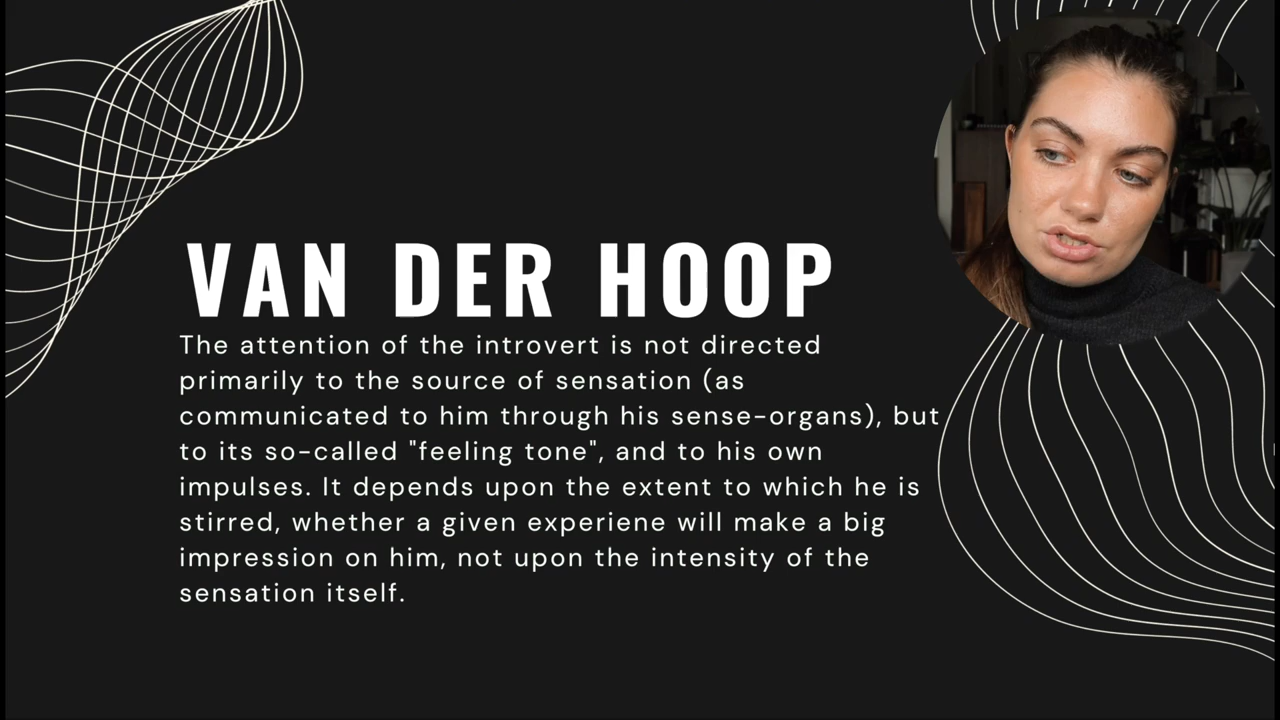 VAN DER HOOP
The attention of the introvert is not directed
primarily to the source of sensation (as
communicated to him through his sense-organs), but
to its so-called "feeling tone", and to his own
impulses. It depends upon the extent to which he is
stirred, whether a given experiene will make a big
impression on him, not upon the intensity of the
sensation itself.